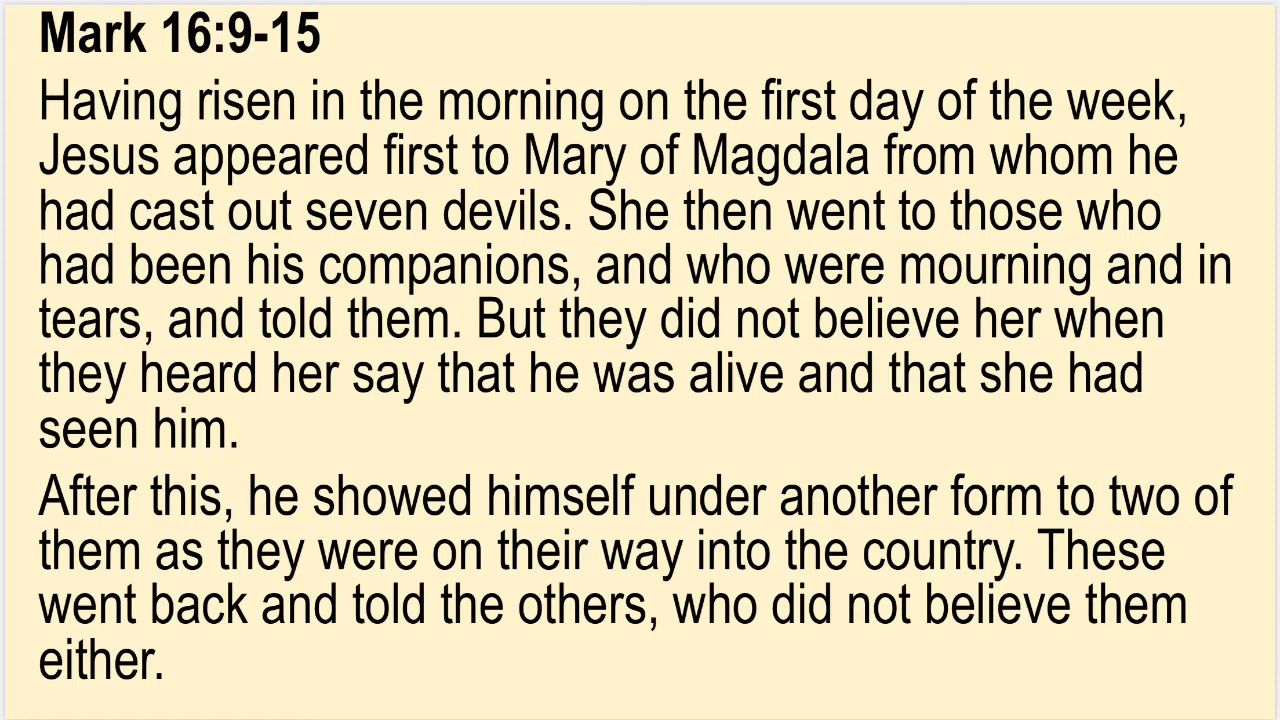 Mark 16:9-15
Having risen in the morning on the first day of the week,
Jesus appeared first to Mary of Magdala from whom he
had cast out seven devils. She then went to those who
had been his companions, and who were mourning and in
tears, and told them. But they did not believe her when
they heard her say that he was alive and that she had
seen him.
After this, he showed himself under another form to two of
them as they were on their way into the country. These
went back and told the others, who did not believe them
either.